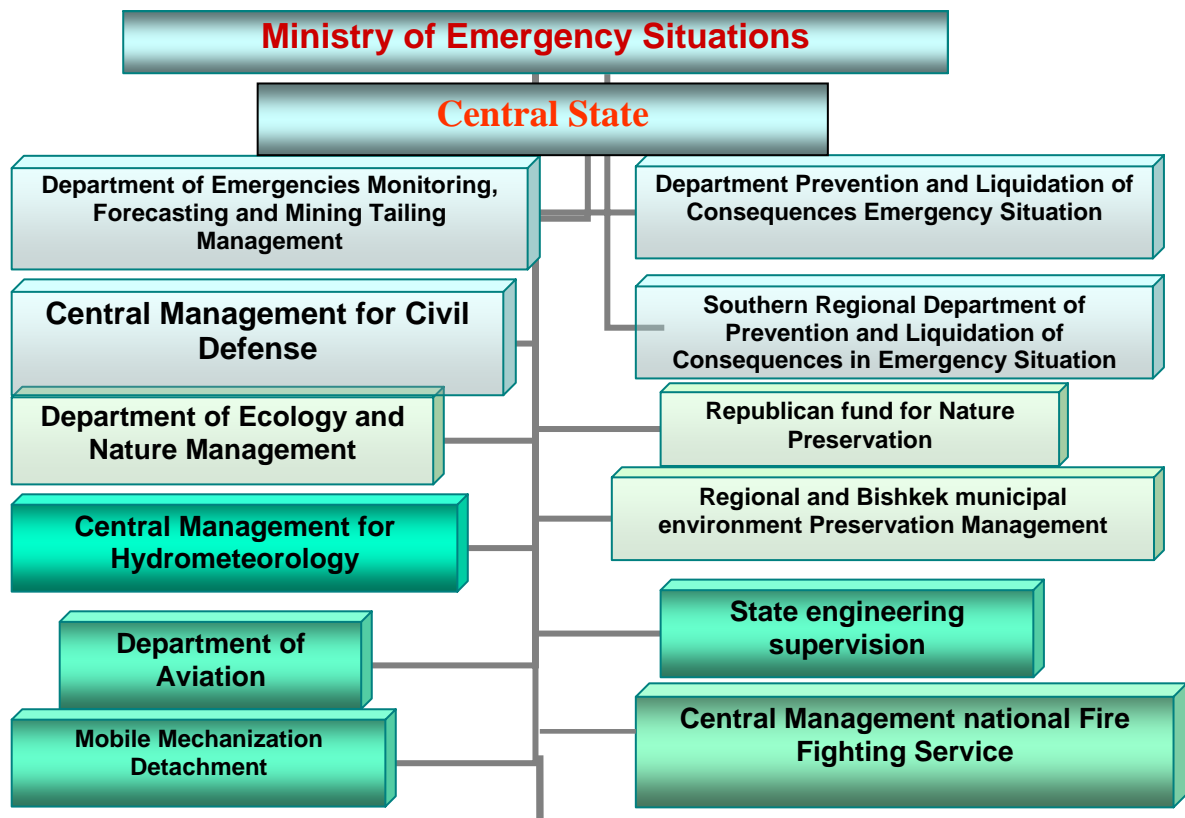 Ministry of Emergency Situations
Central State
Department of Emergencies Monitoring,
Forecasting and Mining Tailing
Management
Department Prevention and Liquidation of
Consequences Emergency Situation
Central Management for Civil
Defense
Southern Regional Department of
Prevention and Liquidation of
Consequences in Emergency Situation
Department of Ecology and
Nature Management
Republican fund for Nature
Preservation
Central Management for
Hydrometeorology
Regional and Bishkek municipal
environment Preservation Management
Department of
Aviation
State engineering
supervision
Mobile Mechanization
Detachment
Central Management national Fire
Fighting Service